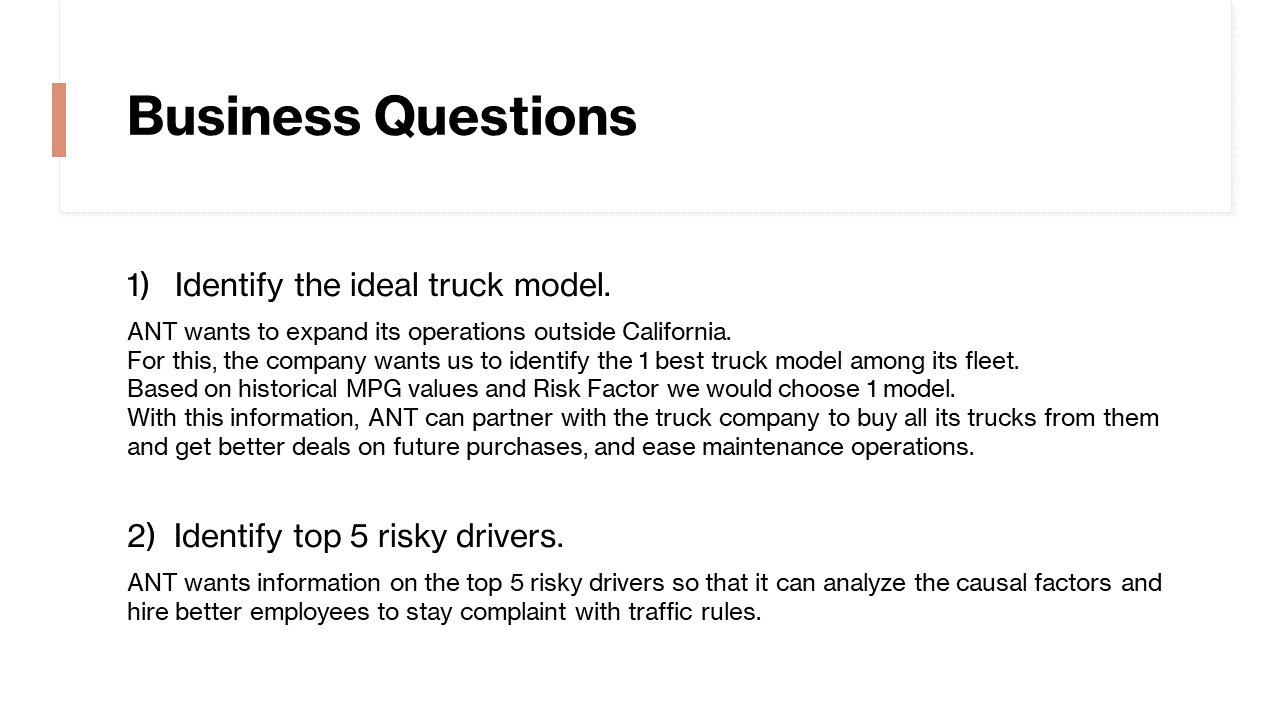 Business Questions
1) Identify the ideal truck model.
ANT wants to expand its operations outside California.
For this, the company wants us to identify the 1 best truck model among its fleet.
Based on historical MPG values and Risk Factor we would choose 1 model.
With this information, ANT can partner with the truck company to buy all its trucks from them
and get better deals on future purchases, and ease maintenance operations.
2) Identify top 5 risky drivers.
ANT wants information on the top 5 risky drivers so that it can analyze the causal factors and
hire better employees to stay complaint with traffic rules.